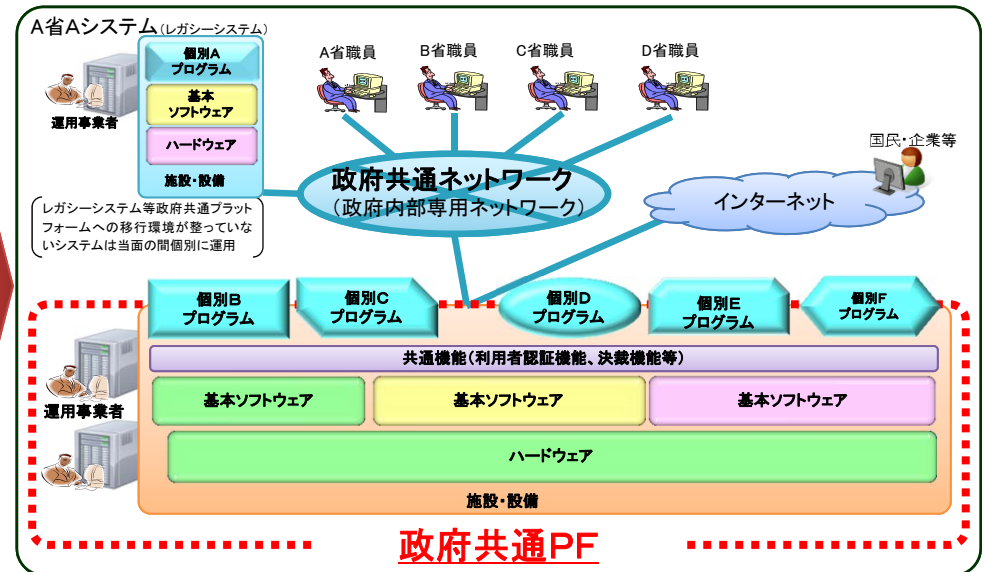 A省Aシステム(レガシーシステム)
個別A
プログラム
基本
ソフトウェア
ハードウェア
施設・設備
運用事業者
A省職員
B省職員
C省職員
D省職員
国民・企業等
政府共通ネットワーク
(政府内部専用ネットワーク)
インターネット
レガシーシステム等政府共通プラット
フォームへの移行環境が整っていな
いシステムは当面の間個別に運用
個別B
プログラム
個別C
プログラム
個別D
プログラム
個別E
プログラム
個別F
プログラム
共通機能(利用者認証機能、決裁機能等)
運用事業者
基本ソフトウェア
基本ソフトウェア
基本ソフトウェア
ハードウェア
施設・設備
政府共通PF